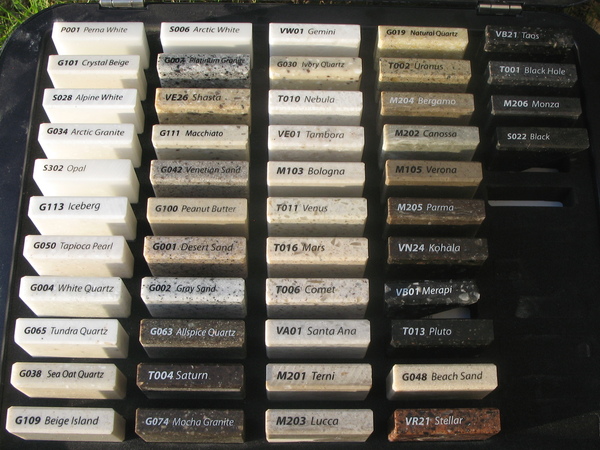 P001 Perna White
G101 Crystal Beige
S028 Alpine White
G034 Arctic Granite
S302 Opal
G113 Iceberg
G050 Tapioca Pearl
G004 White Quartz
G065 Tundra Quartz
G038 Sea Oat Quartz
G109 Beige Island
S006 Arctic White
G007 Platinum Granite
VE26 Shasta
G111 Macchiato
G042 Venetian Sand
G100 Peanut Butter
G001 Desert Sand
G002 Gray Sand
G063 Allspice Quartz
T004 Saturn
G074 Mocha Granite
VW01 Gemini
G030 Ivory Quartz
T010 Nebula
VE01 Tambora
M103 Bologna
T011 Venus
T016 Mars
T006 Comet
VA01 Santa Ana
M201 Terni
M203 Lucca
G019 Natural Quartz
T002 Uranus
M204 Bergamo
M202 Canossa
M105 Verona
M205 Parma
VN24 Kohala
VB01 Merapi
T013 Pluto
G048 Beach Sand
VR21 Stellar
VB21 Taos
T001 Black Hole
M206 Monza
S022 Black